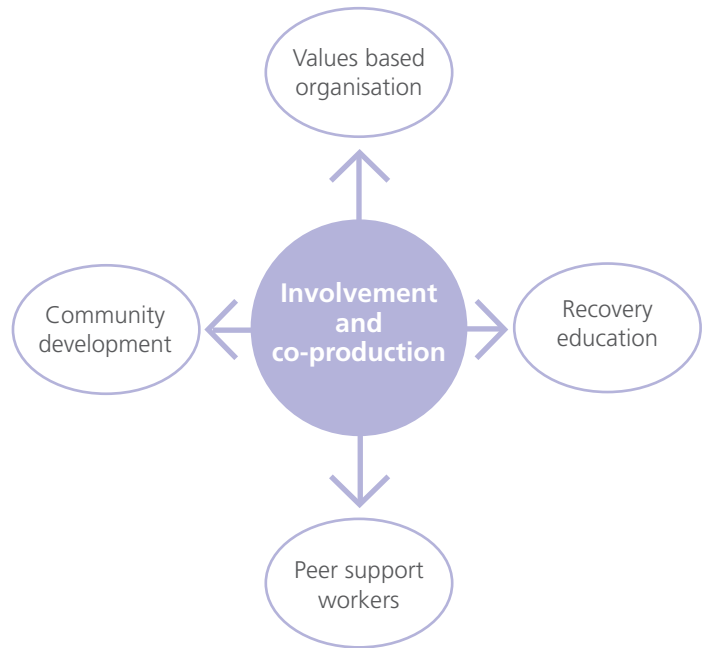 Values based
organisation
Community
development
Involvement
and
co-production
Recovery
education
Peer support
workers